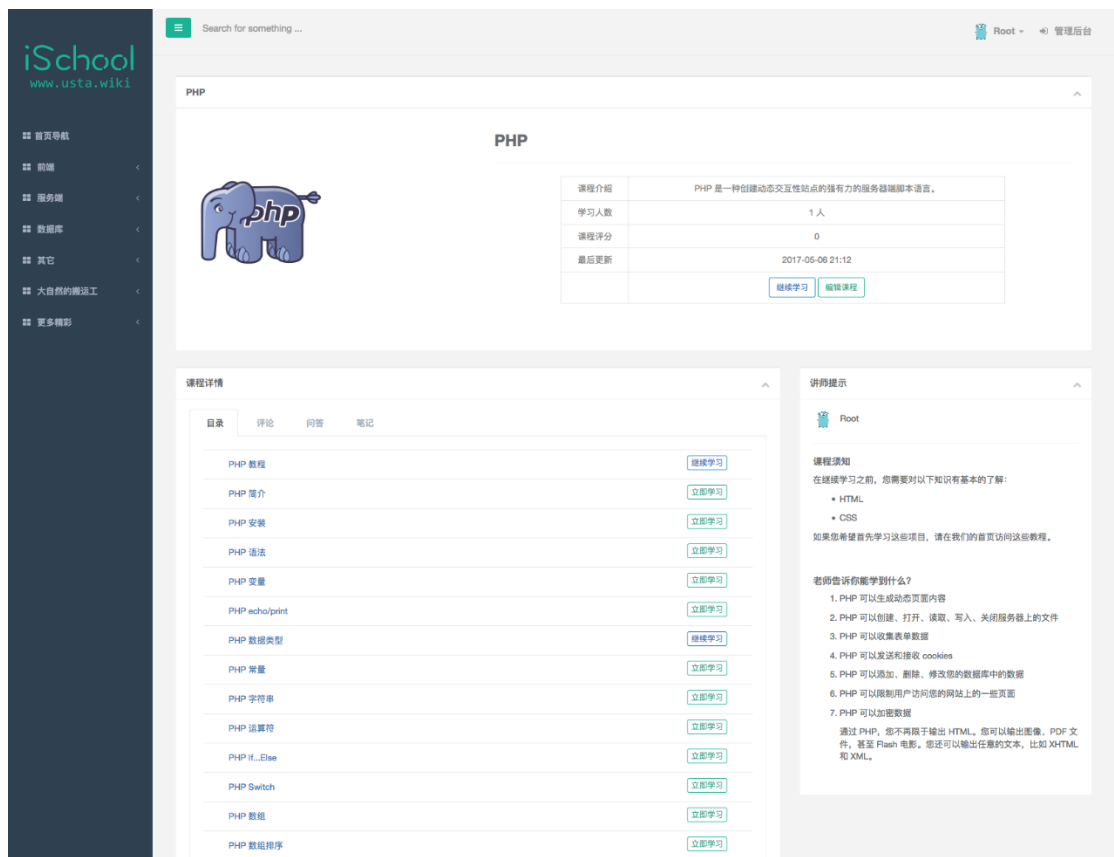 iSchool
www.usta.wiki
Search for something ...
Root
管理后台
首页导航
前端
服务端
数据库
其它
大自然的搬运工
更多精彩
PHP
PHP
php
课程介绍 PHP 是一种创建动态交互性站点的强有力的服务器端脚本语言。
学习人数 1 人
课程评分 0
最后更新 2017-05-06 21:12
继续学习 编辑课程
课程详情
目录 评论 问答 笔记
PHP 教程 继续学习
PHP 简介 立即学习
PHP 安装 立即学习
PHP 语法 立即学习
PHP 变量 立即学习
PHP echo/print 立即学习
PHP 数据类型 继续学习
PHP 常量 立即学习
PHP 字符串 立即学习
PHP 运算符 立即学习
PHP If...Else 立即学习
PHP Switch 立即学习
PHP 数组 立即学习
PHP 数组排序 立即学习
讲师提示
Root
课程须知
在继续学习之前，您需要对以下知识有基本的了解：
• HTML
• CSS
如果您希望首先学习这些项目，请在我们的首页访问这些教程。
老师告诉你能学到什么？
1. PHP 可以生成动态页面内容
2. PHP 可以创建、打开、读取、写入、关闭服务器上的文件
3. PHP 可以收集表单数据
4. PHP 可以发送和接收 cookies
5. PHP 可以添加、删除、修改您的数据库中的数据
6. PHP 可以限制用户访问您的网站上的一些页面
7. PHP 可以加密数据
通过 PHP，您不再限于输出 HTML。您可以输出图像、PDF 文
件，甚至 Flash 电影。您还可以输出任意的文本，比如 XHTML
和 XML。